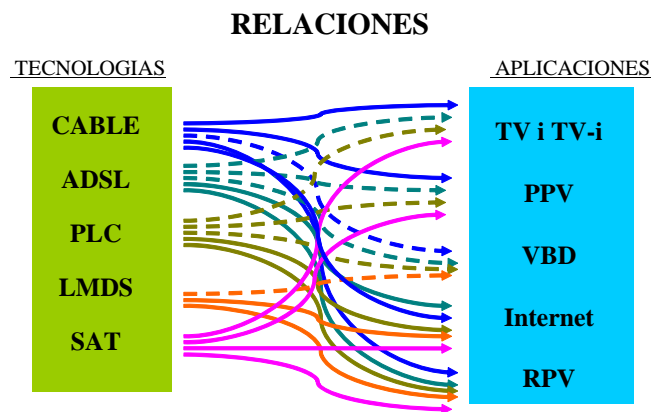 RELACIONES
TECNOLOGIAS
CABLE
ADSL
PLC
LMDS
SAT
APLICACIONES
TV i TV-i
PPV
VBD
Internet
RPV